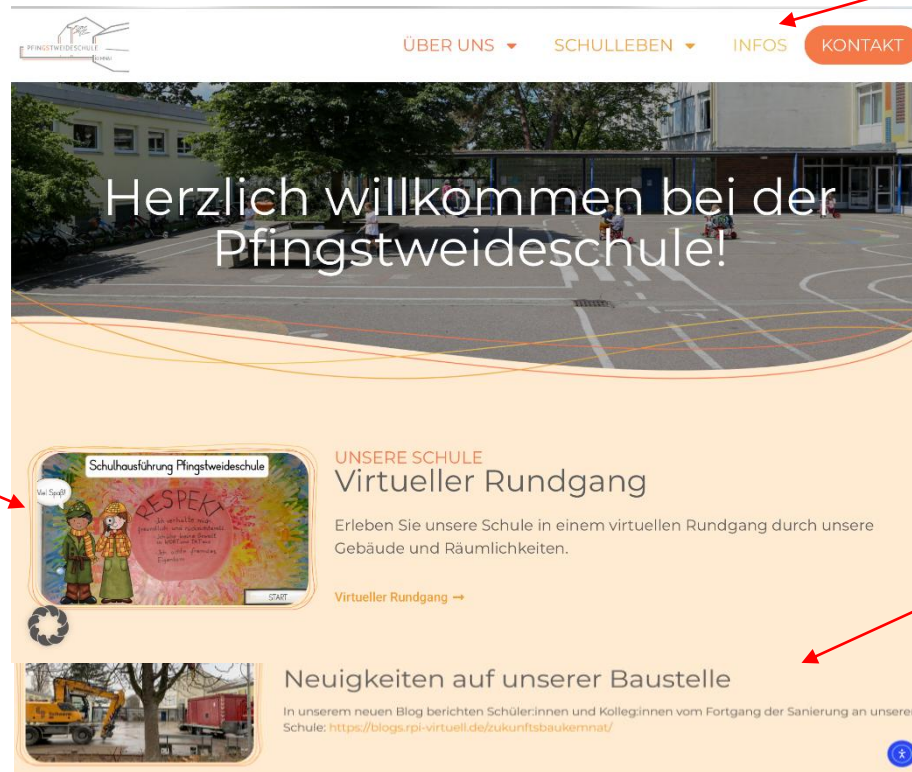 PFINGSTWEIDESCHULE
ÜBER UNS
SCHULLEBEN
INFOS
KONTAKT
Herzlich willkommen bei der
Pfingstweideschule!
Schulhausführung Pfingstweideschule
Viel Spaß!
RESPEKT
START
UNSERE SCHULE
Virtueller Rundgang
Erleben Sie unsere Schule in einem virtuellen Rundgang durch unsere
Gebäude und Räumlichkeiten.
Virtueller Rundgang →
Neuigkeiten auf unserer Baustelle
In unserem neuen Blog berichten Schüler:innen und Kolleg:innen vom Fortgang der Sanierung an unserer
Schule: https://blogs.rpi-virtuell.de/zukunftsbaukemnat/